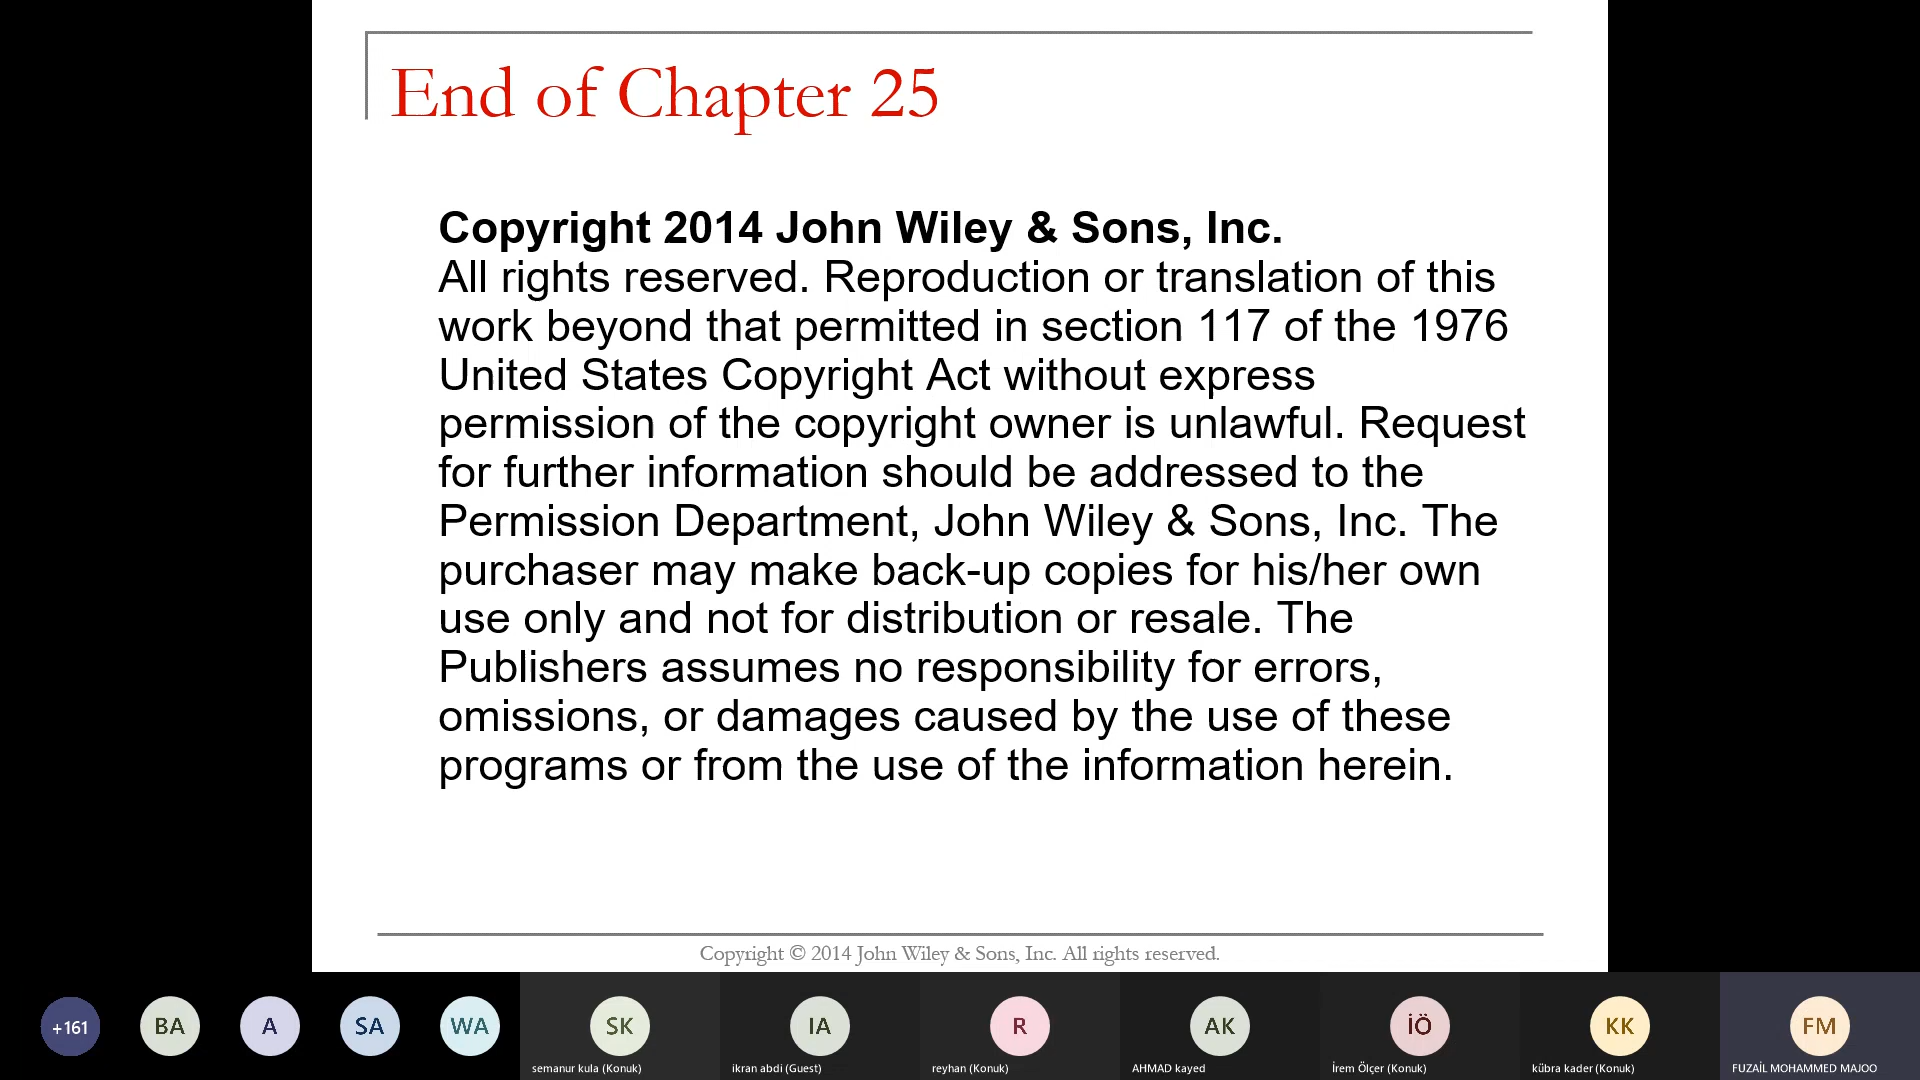 End of Chapter 25
Copyright 2014 John Wiley & Sons, Inc.
All rights reserved. Reproduction or translation of this
work beyond that permitted in section 117 of the 1976
United States Copyright Act without express
permission of the copyright owner is unlawful. Request
for further information should be addressed to the
Permission Department, John Wiley & Sons, Inc. The
purchaser may make back-up copies for his/her own
use only and not for distribution or resale. The
Publishers assumes no responsibility for errors,
omissions, or damages caused by the use of these
programs or from the use of the information herein.
Copyright © 2014 John Wiley & Sons, Inc. All rights reserved.
+161 BA A SA WA SK IA R AK İÖ KK FM
semanur kula (Konuk) ikran abdi (Guest) reyhan (Konuk) AHMAD kayed İrem Ölçer (Konuk) kübra kader (Konuk) FUZAİL MOHAMMED MAJOO